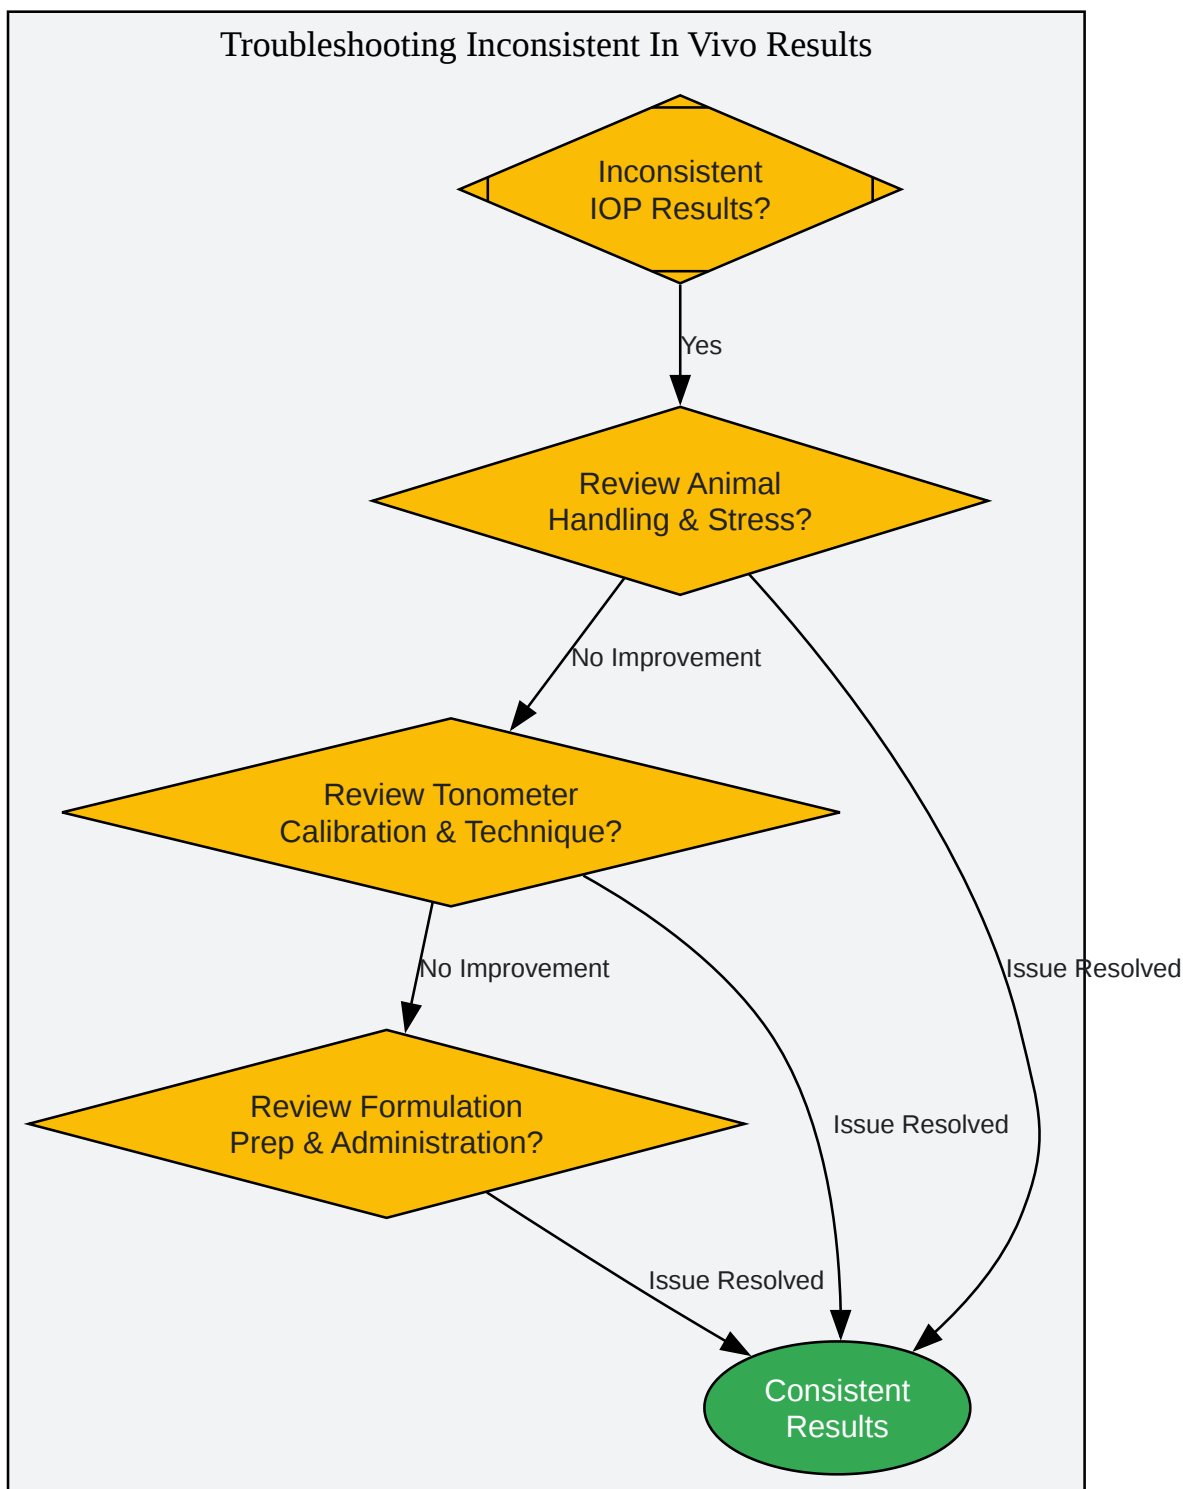 Troubleshooting Inconsistent In Vivo Results
Inconsistent
IOP Results?
Yes
Review Animal
Handling & Stress?
No Improvement
Review Tonometer
Calibration & Technique?
No Improvement
Issue Resolved
Review Formulation
Prep & Administration?
Issue Resolved
Issue Resolved
Consistent
Results